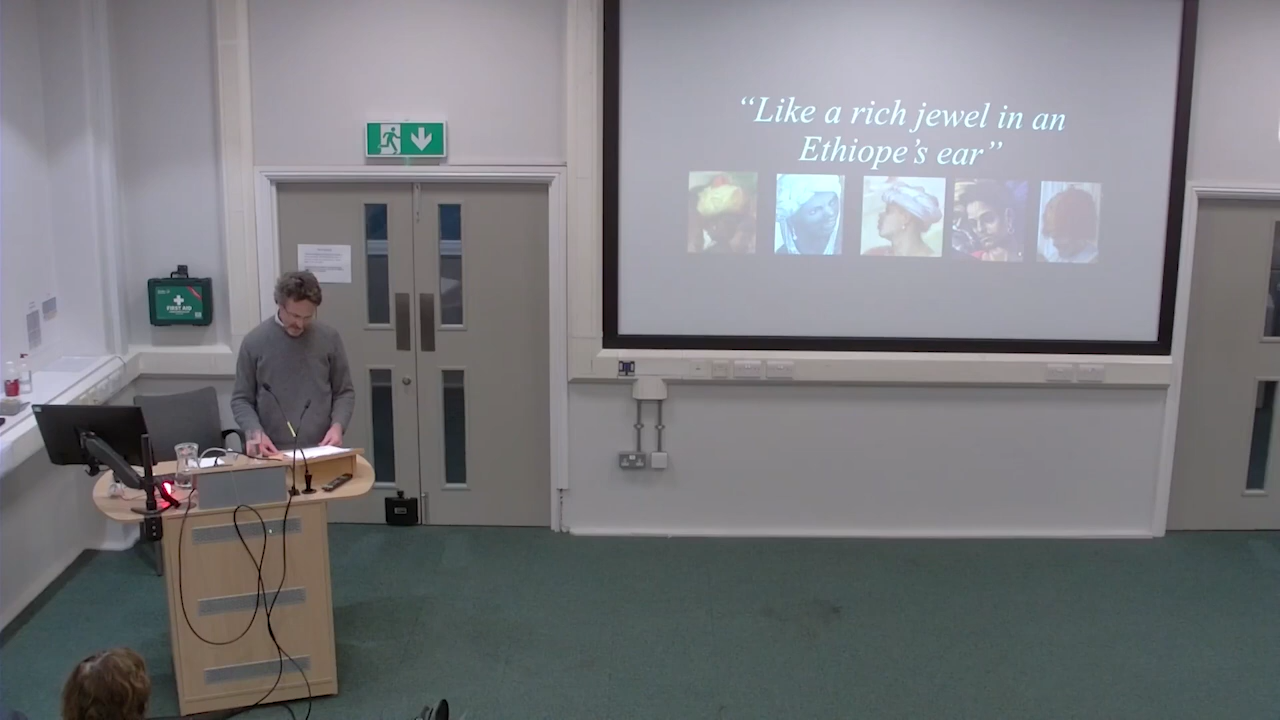 “Like a rich jewel in an
Ethiope’s ear”
FIRST AID